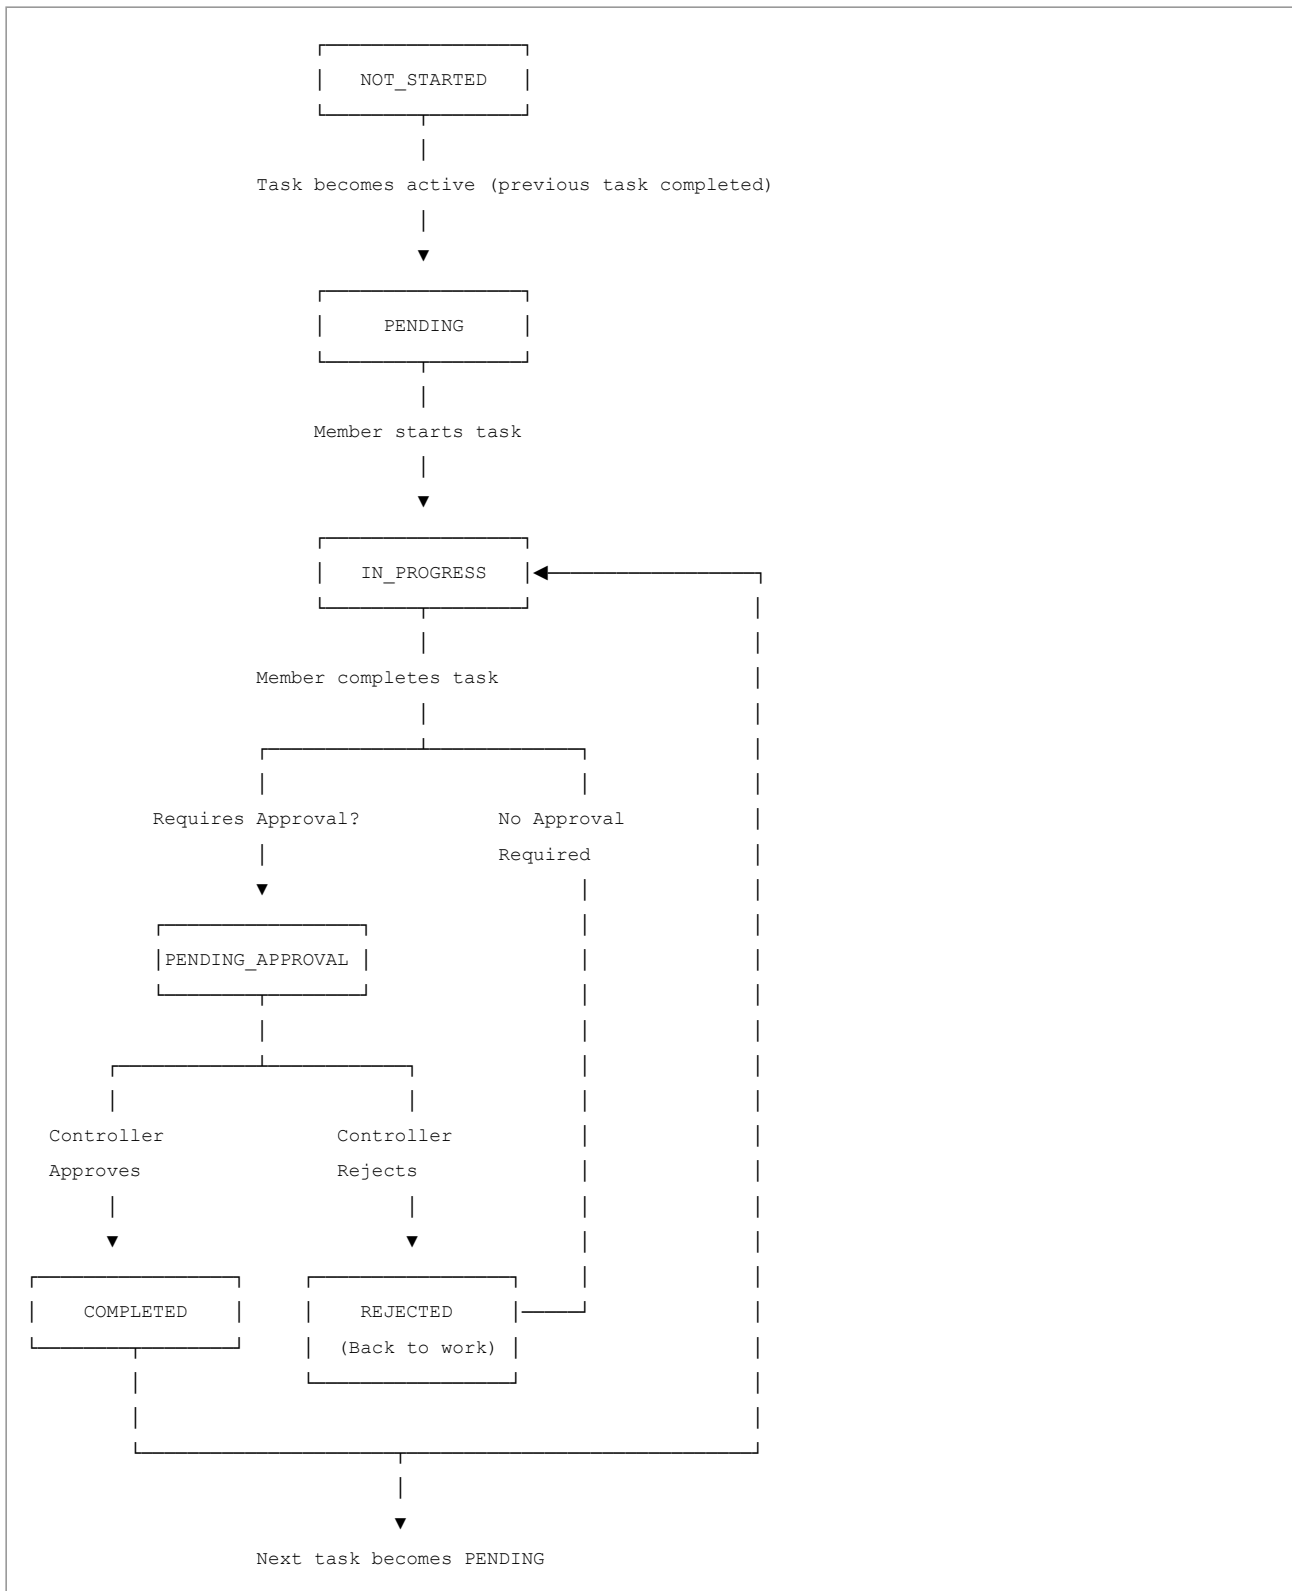 NOT_STARTED
Task becomes active (previous task completed)
PENDING
Member starts task
IN_PROGRESS
Member completes task
Requires Approval?
No Approval
Required
PENDING_APPROVAL
Controller
Approves
Controller
Rejects
COMPLETED
REJECTED
(Back to work)
Next task becomes PENDING